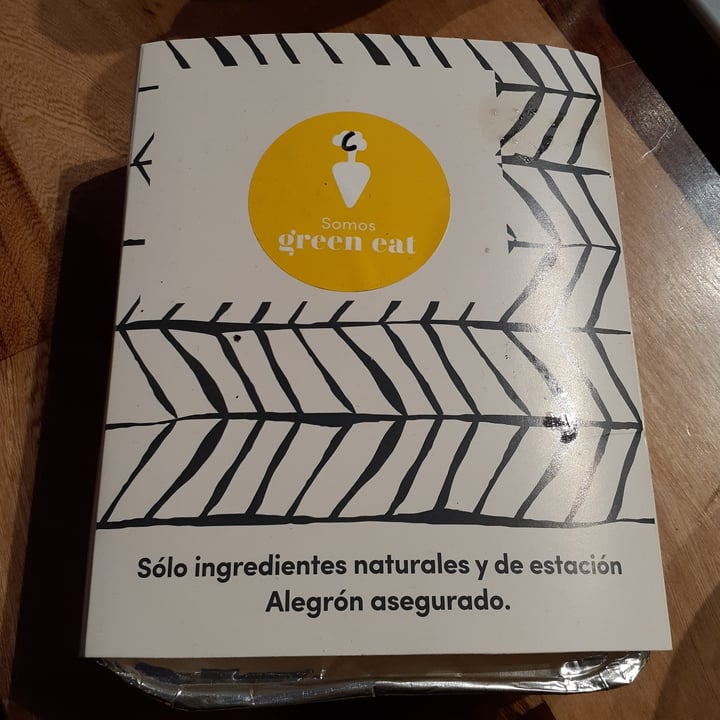 C
Somos
green eat
Sólo ingredientes naturales y de estación
Alegrón asegurado.